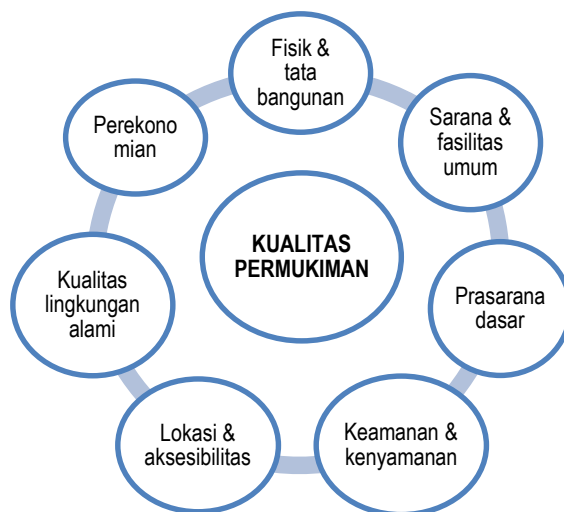 Fisik &
tata
bangunan
Sarana &
fasilitas
umum
Prasarana
dasar
Keamanan &
kenyamanan
Lokasi &
aksesibilitas
Kualitas
lingkungan
alami
Perekono
mian
KUALITAS
PERMUKIMAN